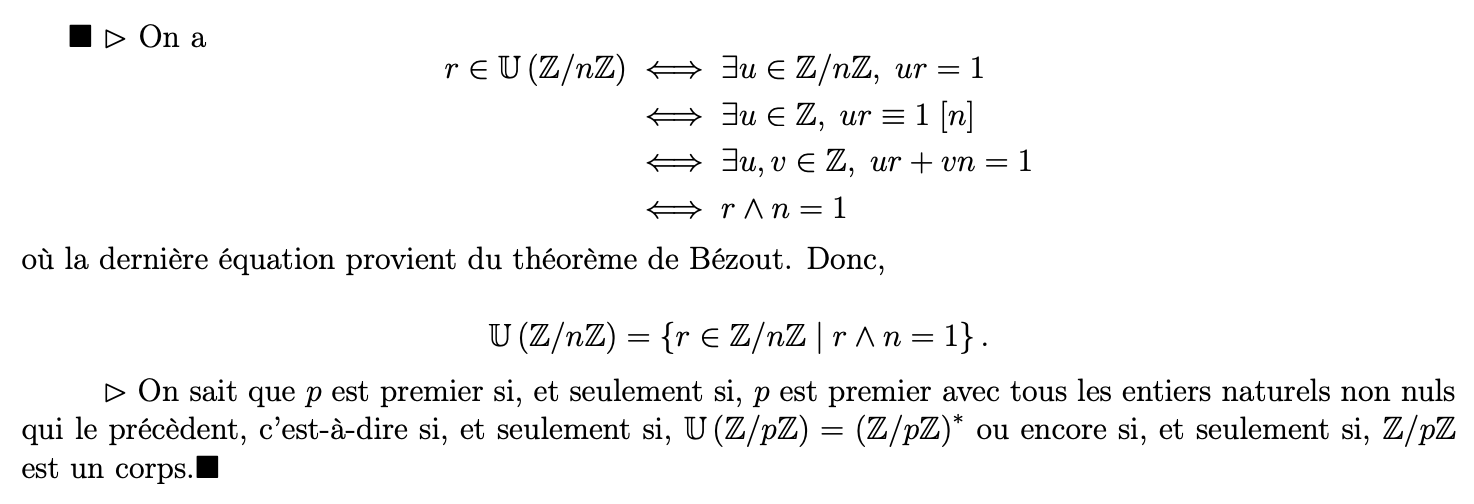 ■ ▷ On a
r ∈ 𝕌 (ℤ/nℤ) ⟺ ∃u ∈ ℤ/nℤ, ur = 1
⟺ ∃u ∈ ℤ, ur ≡ 1 [n]
⟺ ∃u, v ∈ ℤ, ur + vn = 1
⟺ r ∧ n = 1
où la dernière équation provient du théorème de Bézout. Donc,
𝕌 (ℤ/nℤ) = {r ∈ ℤ/nℤ | r ∧ n = 1} .
▷ On sait que p est premier si, et seulement si, p est premier avec tous les entiers naturels non nuls
qui le précèdent, c'est-à-dire si, et seulement si, 𝕌 (ℤ/pℤ) = (ℤ/pℤ)* ou encore si, et seulement si, ℤ/pℤ
est un corps.■